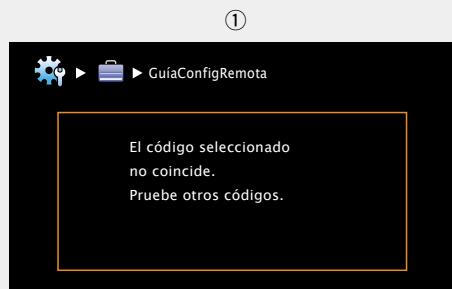 ①
GuíaConfigRemota
El código seleccionado
no coincide.
Pruebe otros códigos.